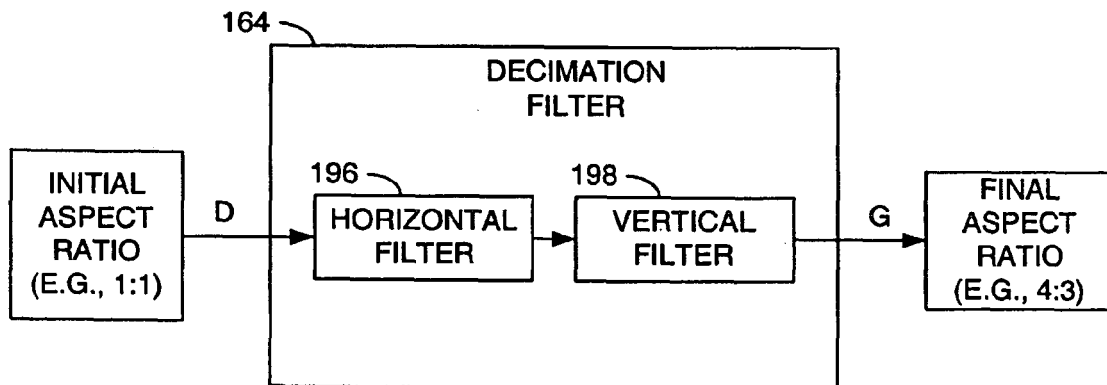 164
DECIMATION
FILTER
INITIAL
ASPECT
RATIO
(E.G., 1:1)
D
196
HORIZONTAL
FILTER
198
VERTICAL
FILTER
G
FINAL
ASPECT
RATIO
(E.G., 4:3)